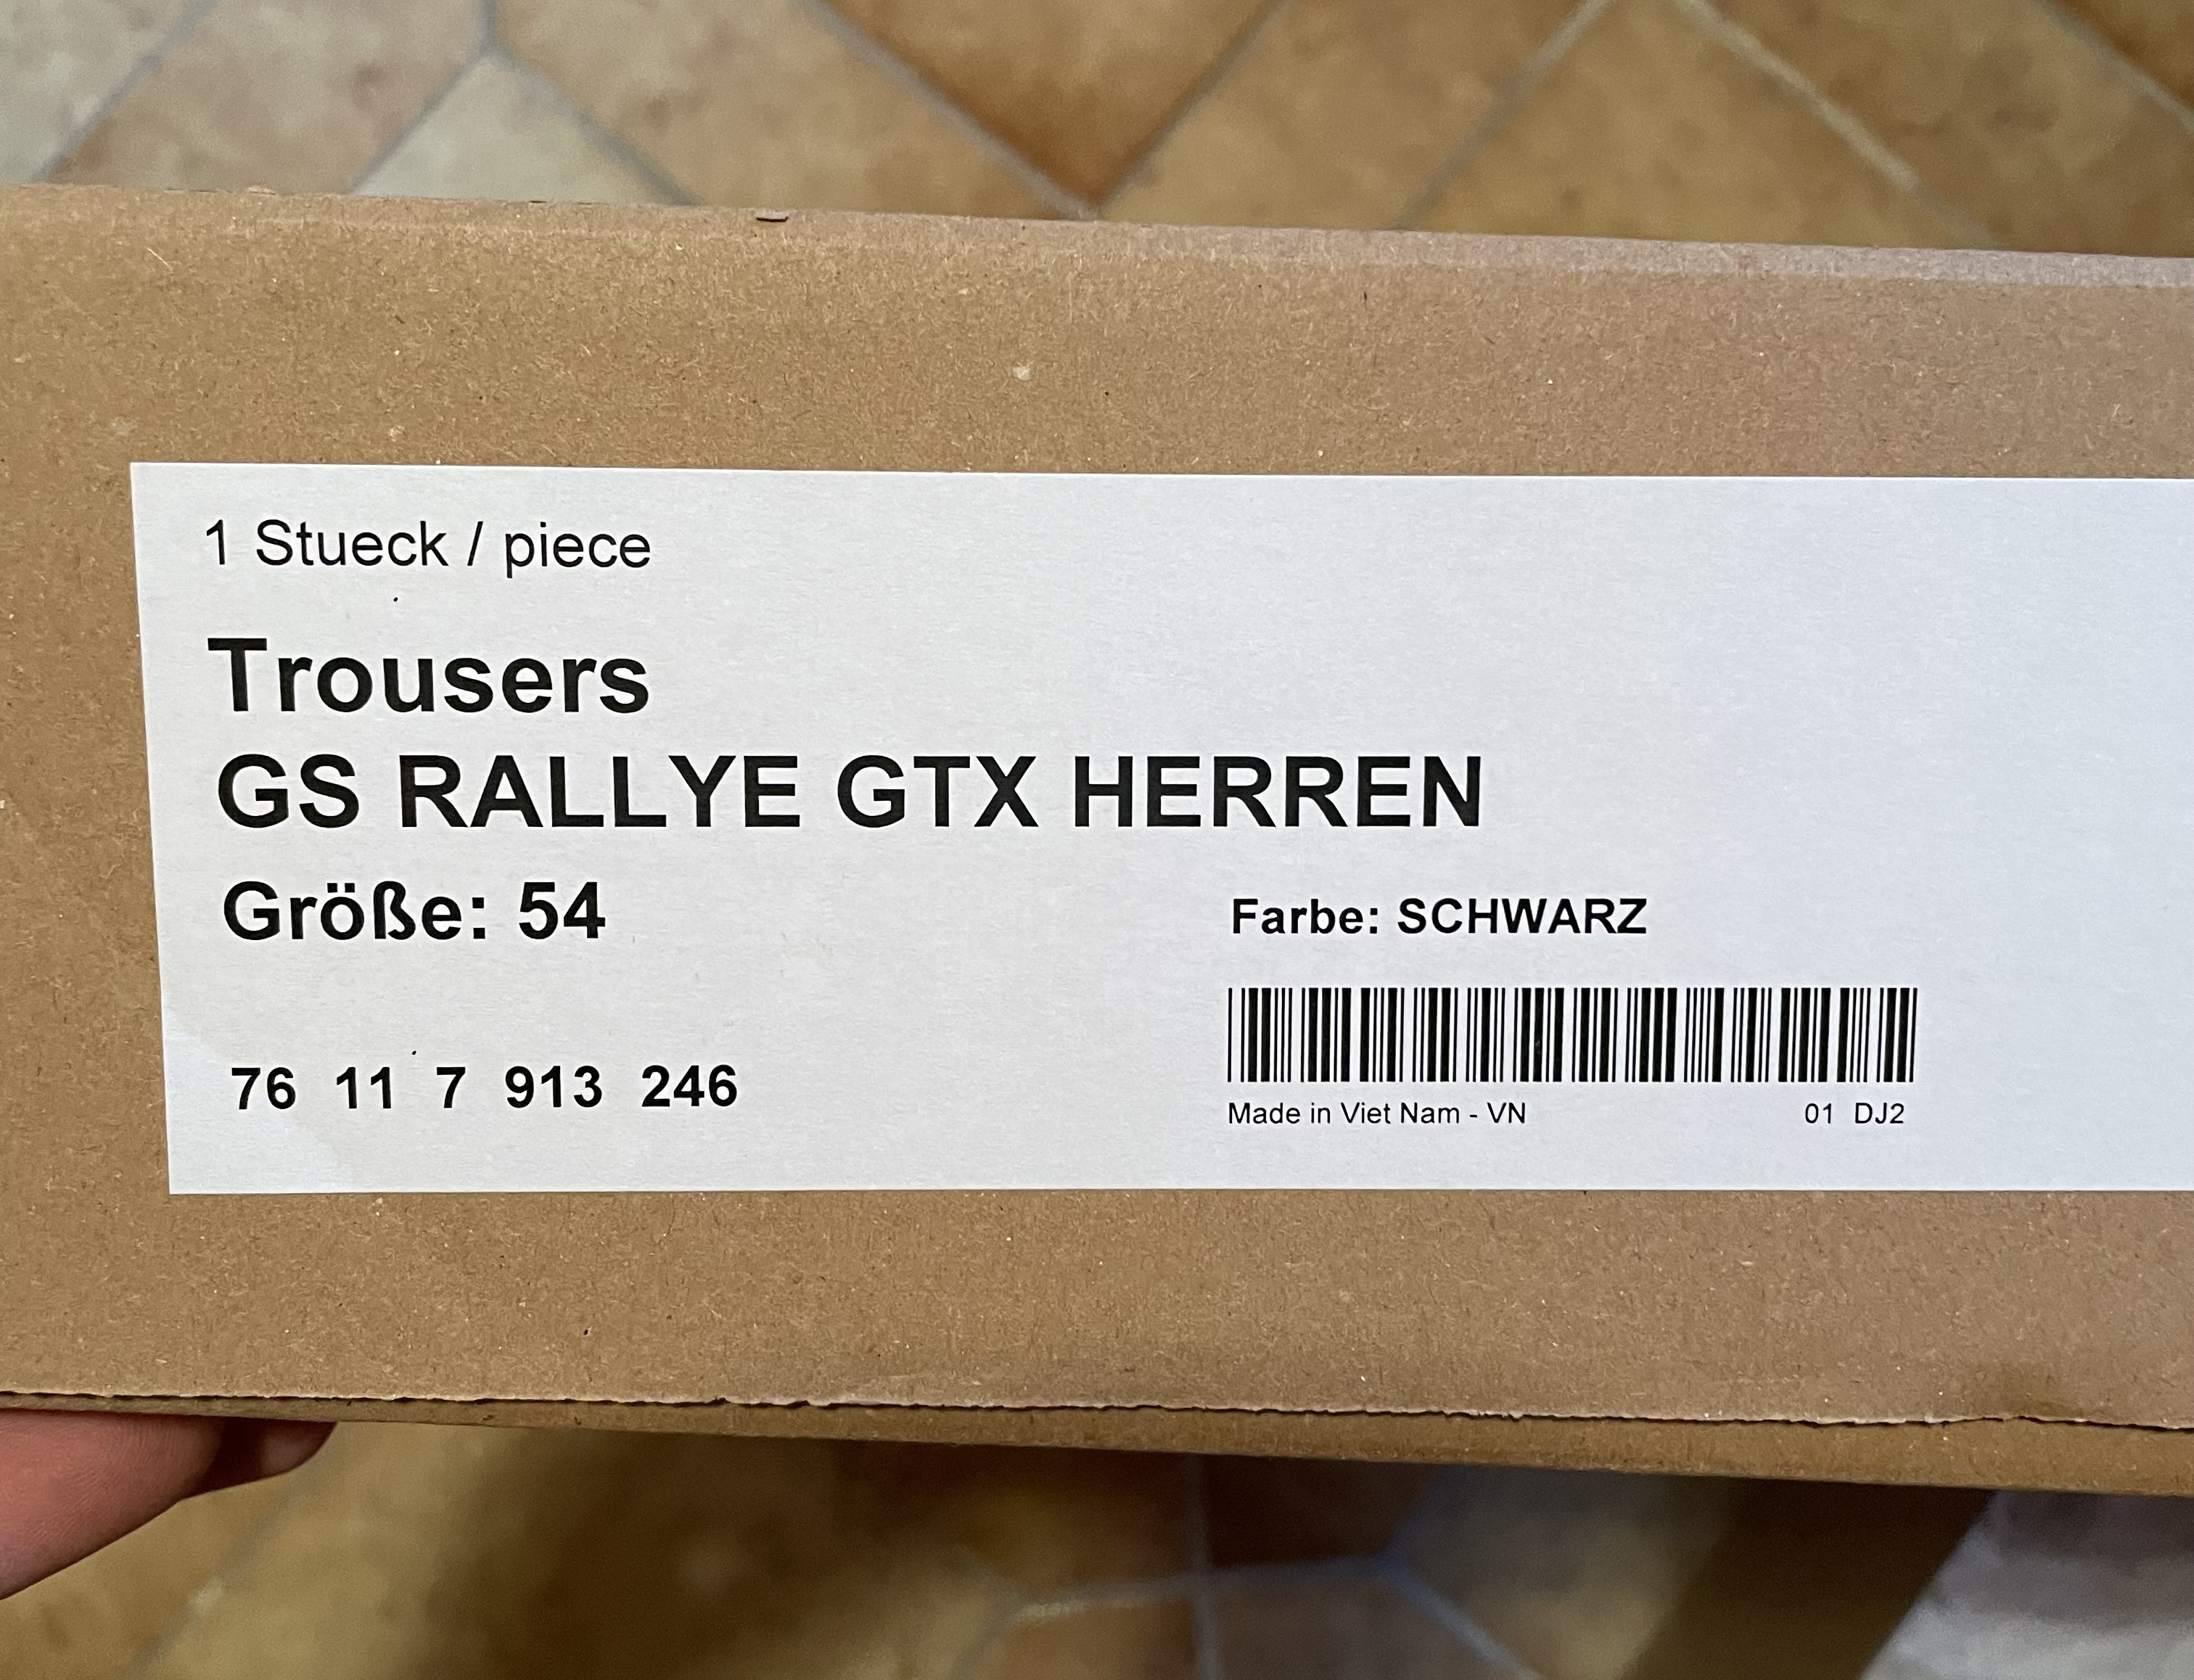 1 Stueck / piece
Trousers
GS RALLYE GTX HERREN
Größe: 54
Farbe: SCHWARZ
76 11 7 913 246
Made in Viet Nam - VN
01 DJ2